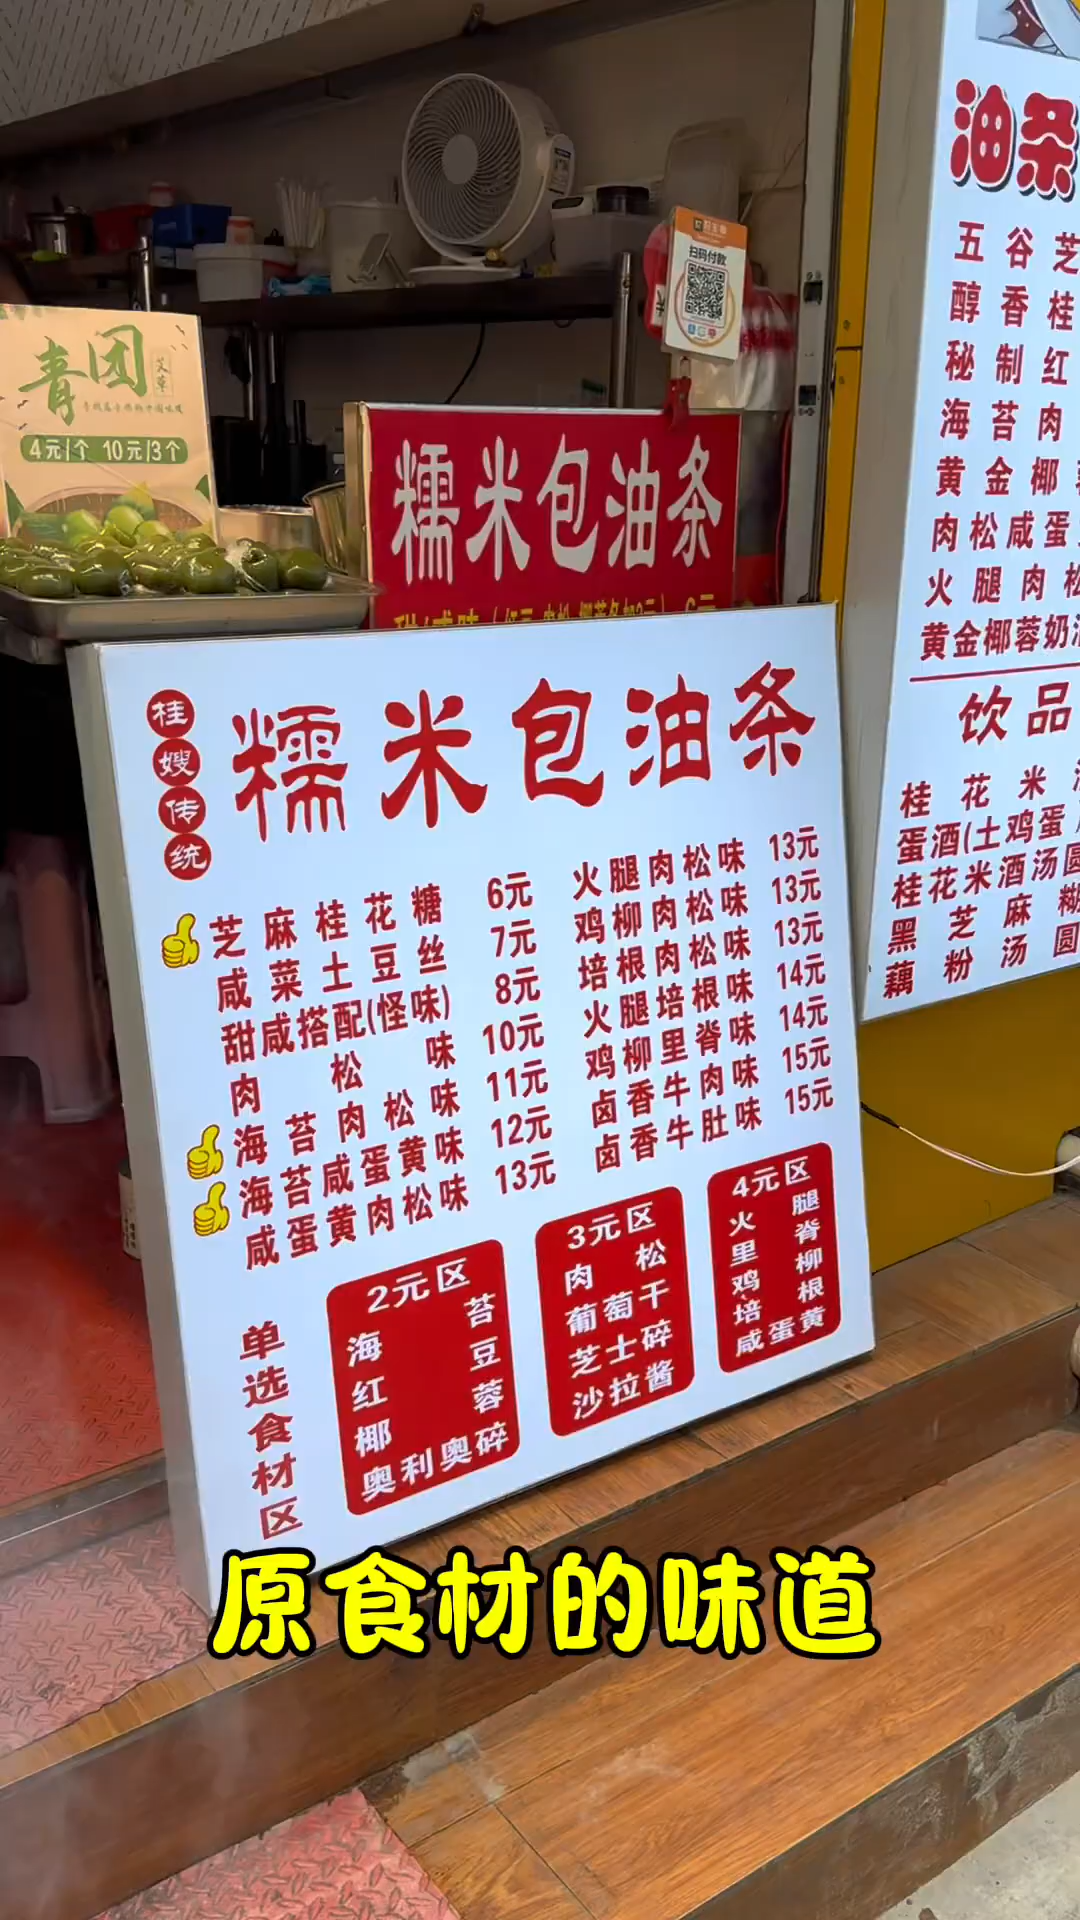 扫码付款
青团
艾草
4元/个 10元/3个
糯米包油条
桂嫂传统
糯米包油条
芝麻桂花糖 6元
咸菜土豆丝 7元
甜咸搭配(怪味) 8元
肉松味 10元
海苔肉松味 11元
海苔咸蛋黄味 12元
咸蛋黄肉松味 13元
火腿肉松味 13元
鸡柳肉松味 13元
培根肉松味 13元
火腿培根味 14元
鸡柳里脊味 14元
卤香牛肉味 15元
卤香牛肚味 15元
单选食材区
2元区
海苔
红豆
椰蓉
奥利奥碎
3元区
肉松
葡萄干
芝士碎
沙拉酱
4元区
火腿
里脊
鸡柳
培根
咸蛋黄
油条
五谷芝
醇香桂
秘制红
海苔肉
黄金椰
肉松咸蛋
火腿肉松
黄金椰蓉奶
饮品
桂花米
蛋酒(土鸡蛋
桂花米酒汤圆
黑芝麻糊
藕粉汤圆
原食材的味道